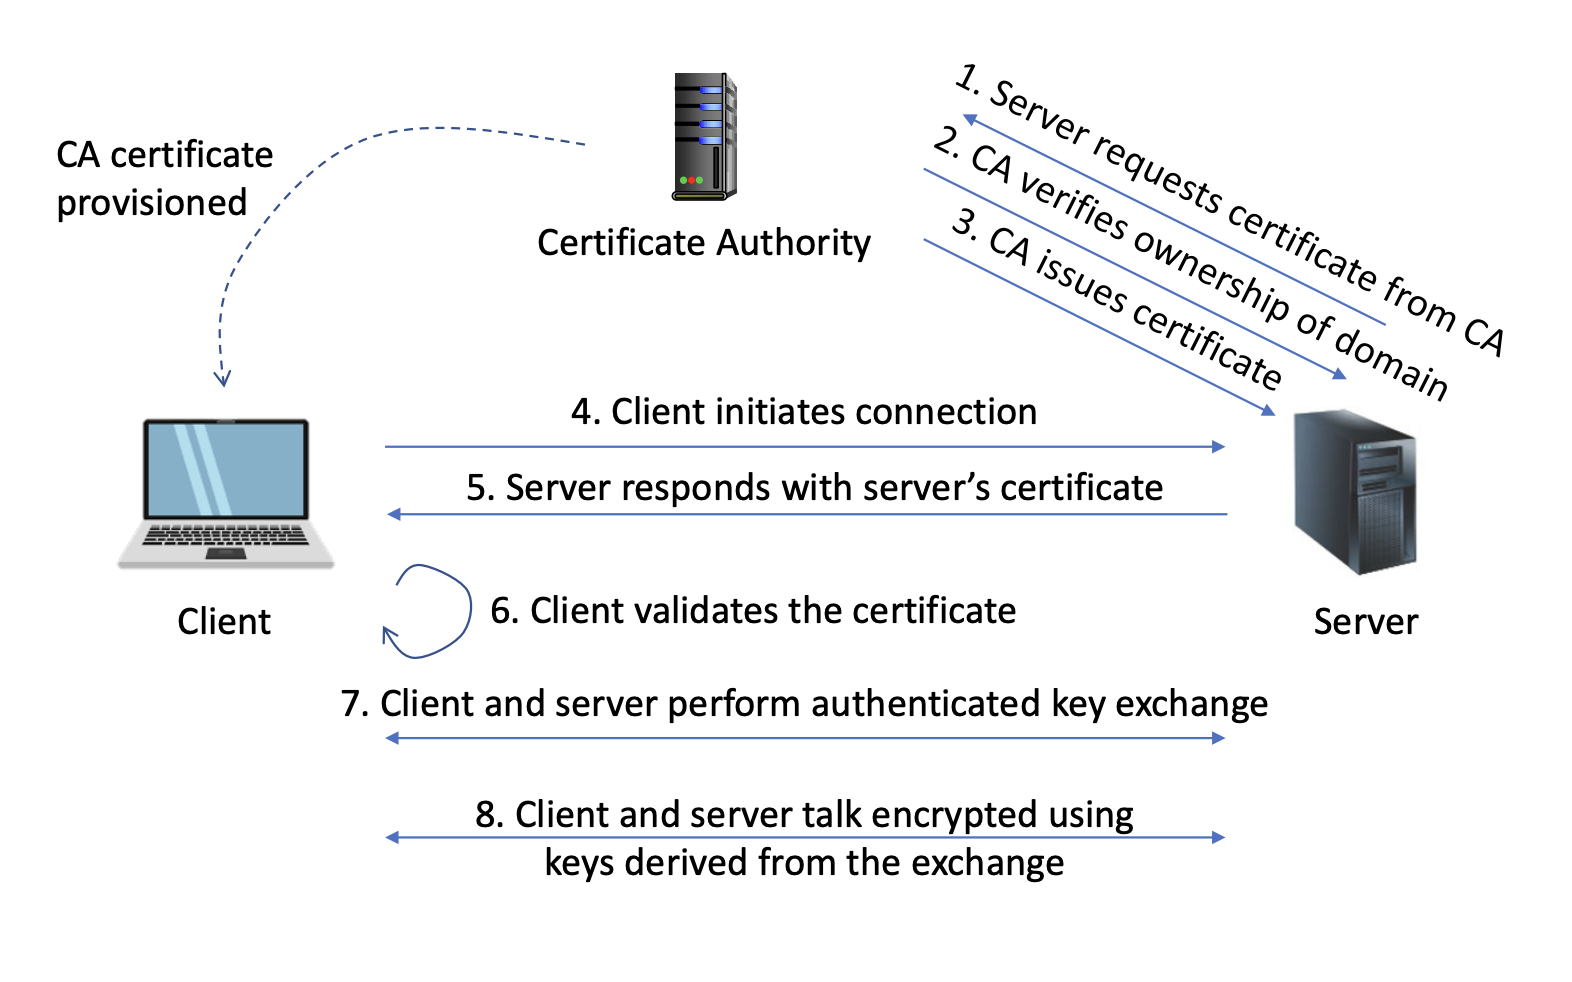 CA certificate
provisioned
Certificate Authority
1. Server requests certificate from CA
2. CA verifies ownership of domain
3. CA issues certificate
4. Client initiates connection
5. Server responds with server’s certificate
6. Client validates the certificate
Client
Server
7. Client and server perform authenticated key exchange
8. Client and server talk encrypted using
keys derived from the exchange